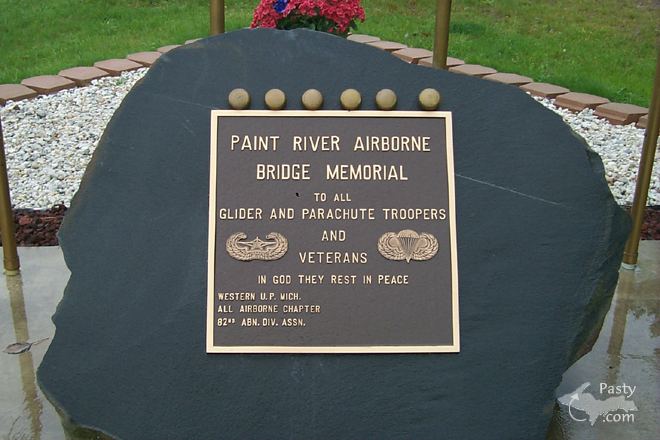 PAINT RIVER AIRBORNE
BRIDGE MEMORIAL
TO ALL
GLIDER AND PARACHUTE TROOPERS
AND
VETERANS
IN GOD THEY REST IN PEACE
WESTERN U.P. MICH.
ALL AIRBORNE CHAPTER
82ND ABN. DIV. ASSN.
Pasty
.com